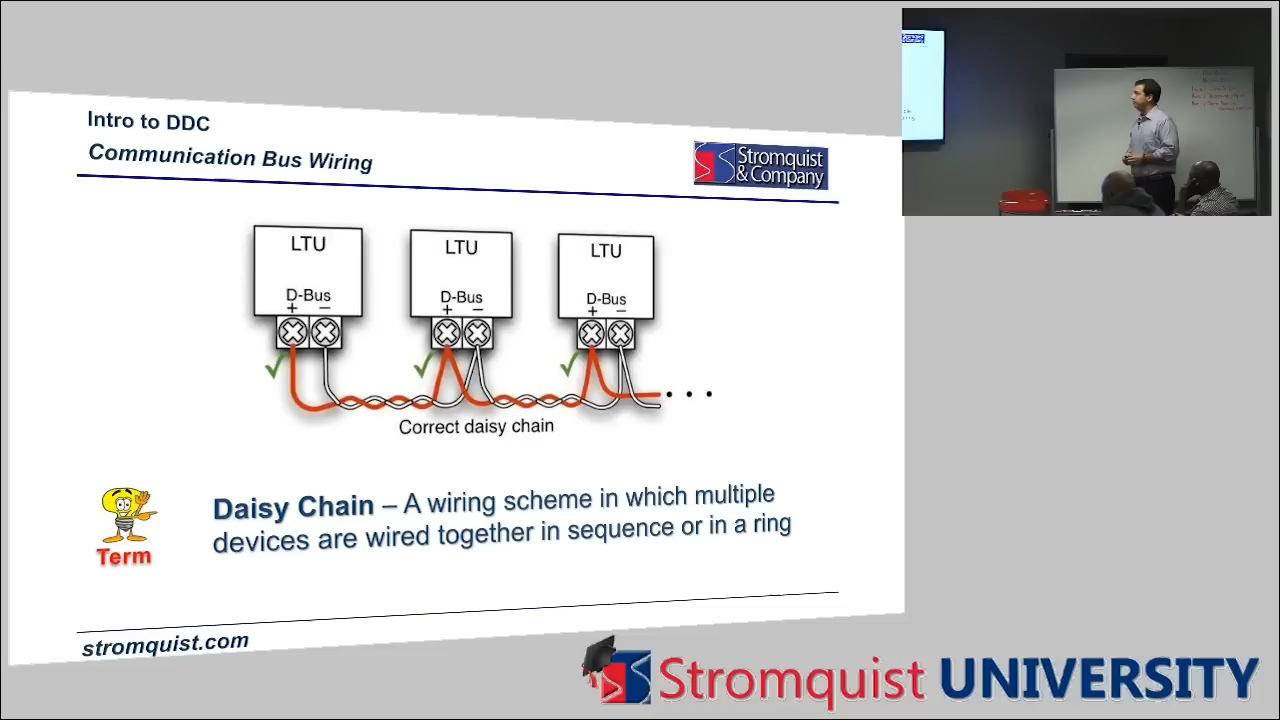 Intro to DDC
Communication Bus Wiring
Stromquist
& Company
LTU
D-Bus
+ −
LTU
D-Bus
+ −
LTU
D-Bus
+ −
Correct daisy chain
Term
Daisy Chain – A wiring scheme in which multiple
devices are wired together in sequence or in a ring
stromquist.com
Stromquist UNIVERSITY